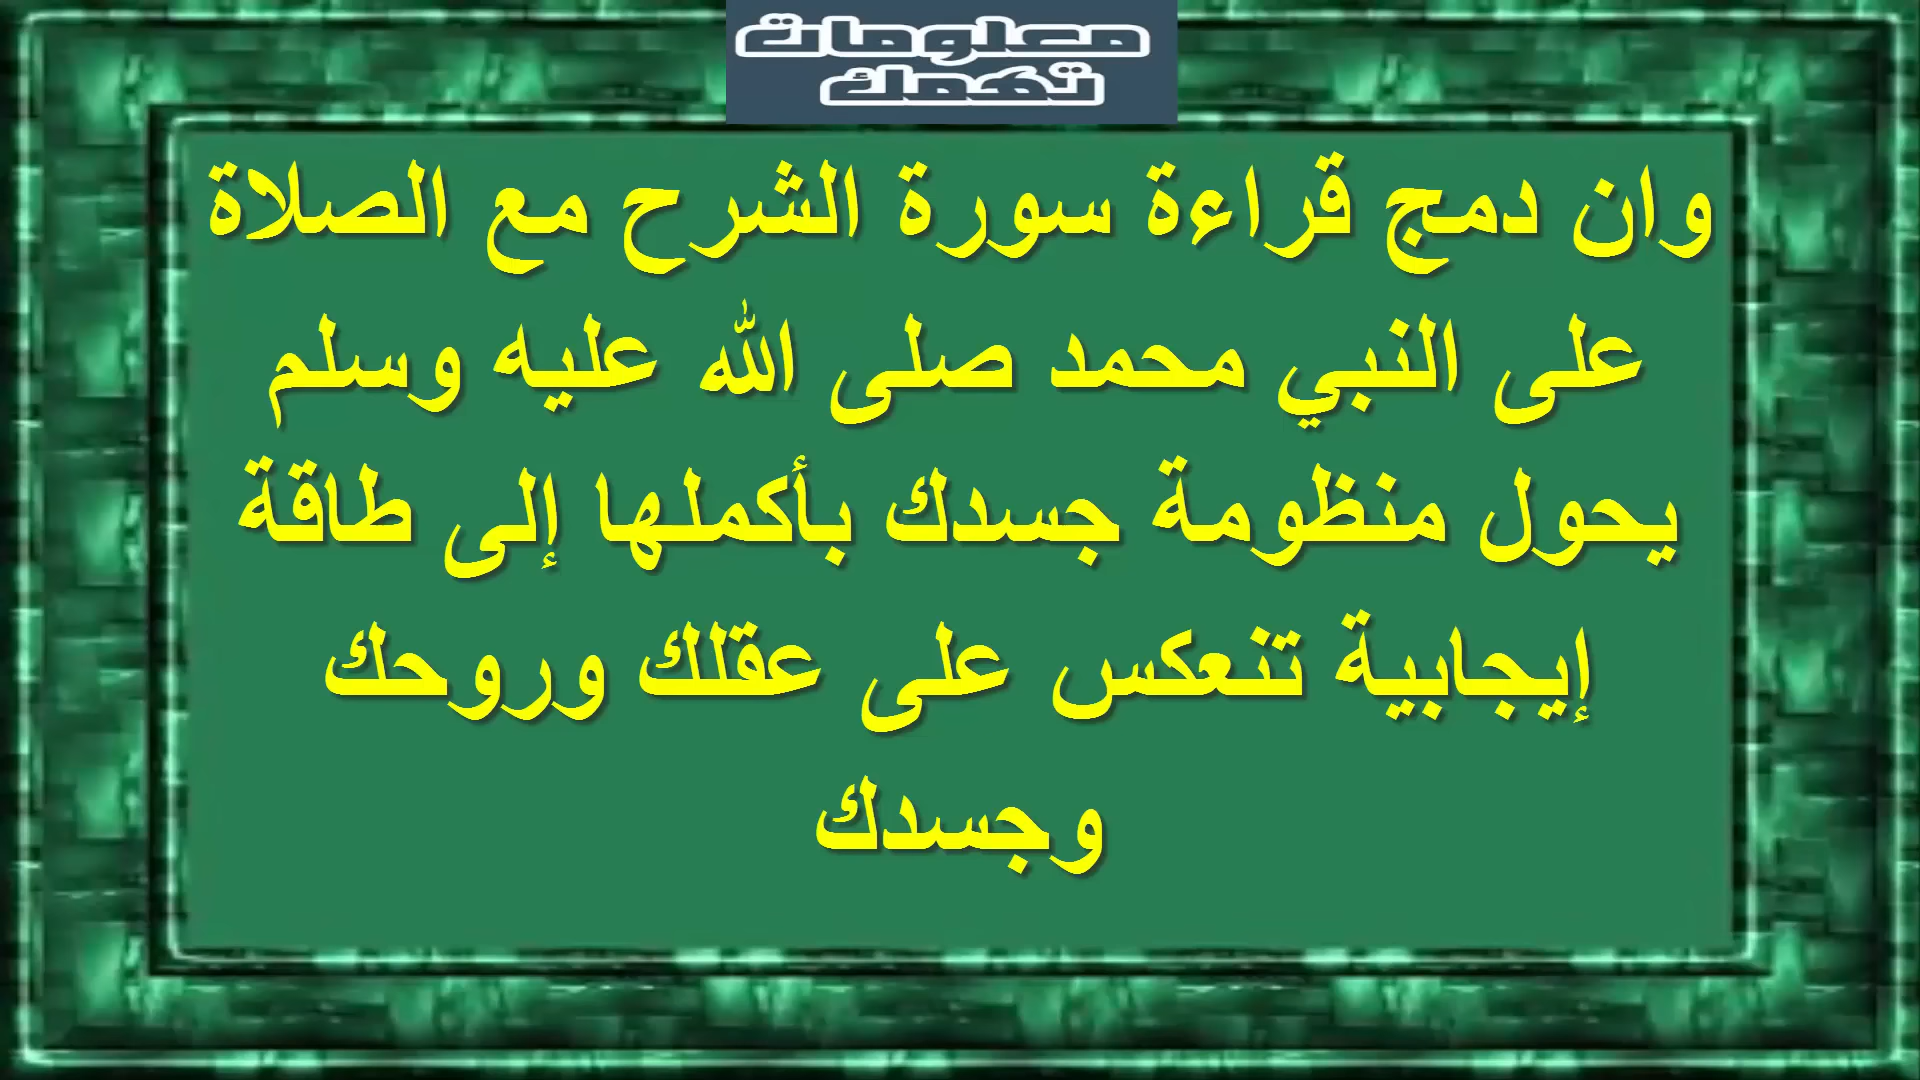 معلومات
تهمك
وان دمج قراءة سورة الشرح مع الصلاة
على النبي محمد صلى الله عليه وسلم
يحول منظومة جسدك بأكملها إلى طاقة
إيجابية تنعكس على عقلك وروحك
وجسدك